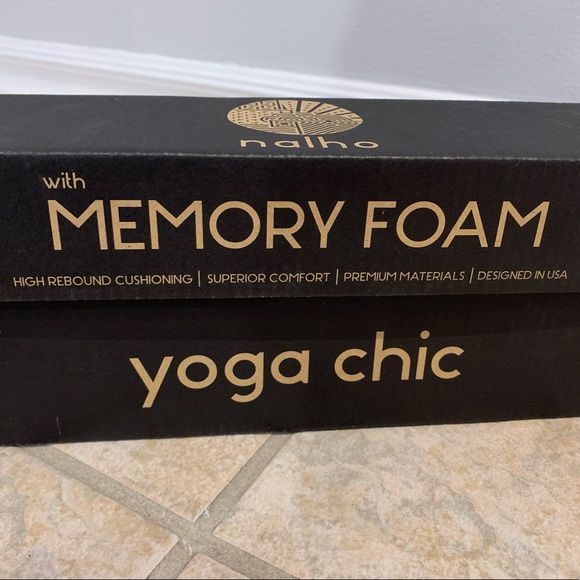 nalho
with
MEMORY FOAM
HIGH REBOUND CUSHIONING | SUPERIOR COMFORT | PREMIUM MATERIALS | DESIGNED IN USA
yoga chic